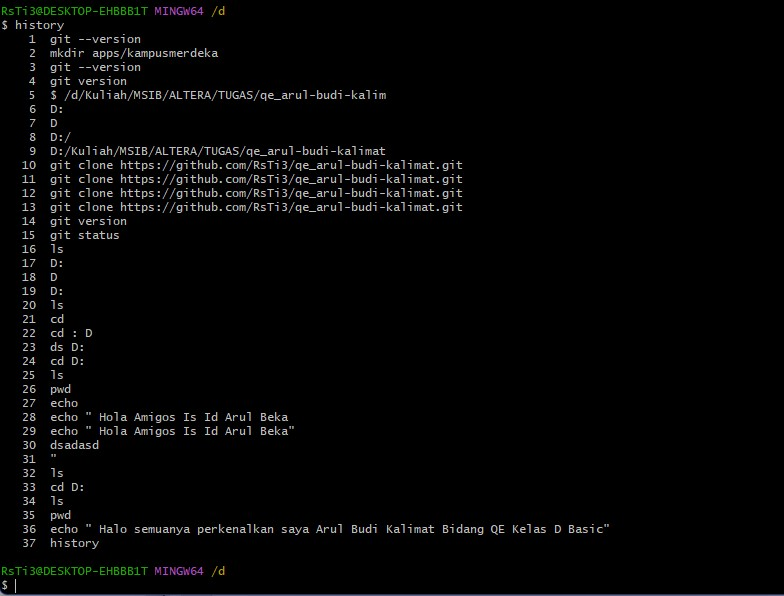 RsTi3@DESKTOP-EHBBB1T MINGW64 /d
$ history
1 git --version
2 mkdir apps/kampusmerdeka
3 git --version
4 git version
5 $ /d/Kuliah/MSIB/ALTERA/TUGAS/qe_arul-budi-kalim
6 D:
7 D
8 D:/
9 D:/Kuliah/MSIB/ALTERA/TUGAS/qe_arul-budi-kalimat
10 git clone https://github.com/RsTi3/qe_arul-budi-kalimat.git
11 git clone https://github.com/RsTi3/qe_arul-budi-kalimat.git
12 git clone https://github.com/RsTi3/qe_arul-budi-kalimat.git
13 git clone https://github.com/RsTi3/qe_arul-budi-kalimat.git
14 git version
15 git status
16 ls
17 D:
18 D
19 D:
20 ls
21 cd
22 cd : D
23 ds D:
24 cd D:
25 ls
26 pwd
27 echo
28 echo " Hola Amigos Is Id Arul Beka
29 echo " Hola Amigos Is Id Arul Beka"
30 dsadasd
31 "
32 ls
33 cd D:
34 ls
35 pwd
36 echo " Halo semuanya perkenalkan saya Arul Budi Kalimat Bidang QE Kelas D Basic"
37 history
RsTi3@DESKTOP-EHBBB1T MINGW64 /d
$